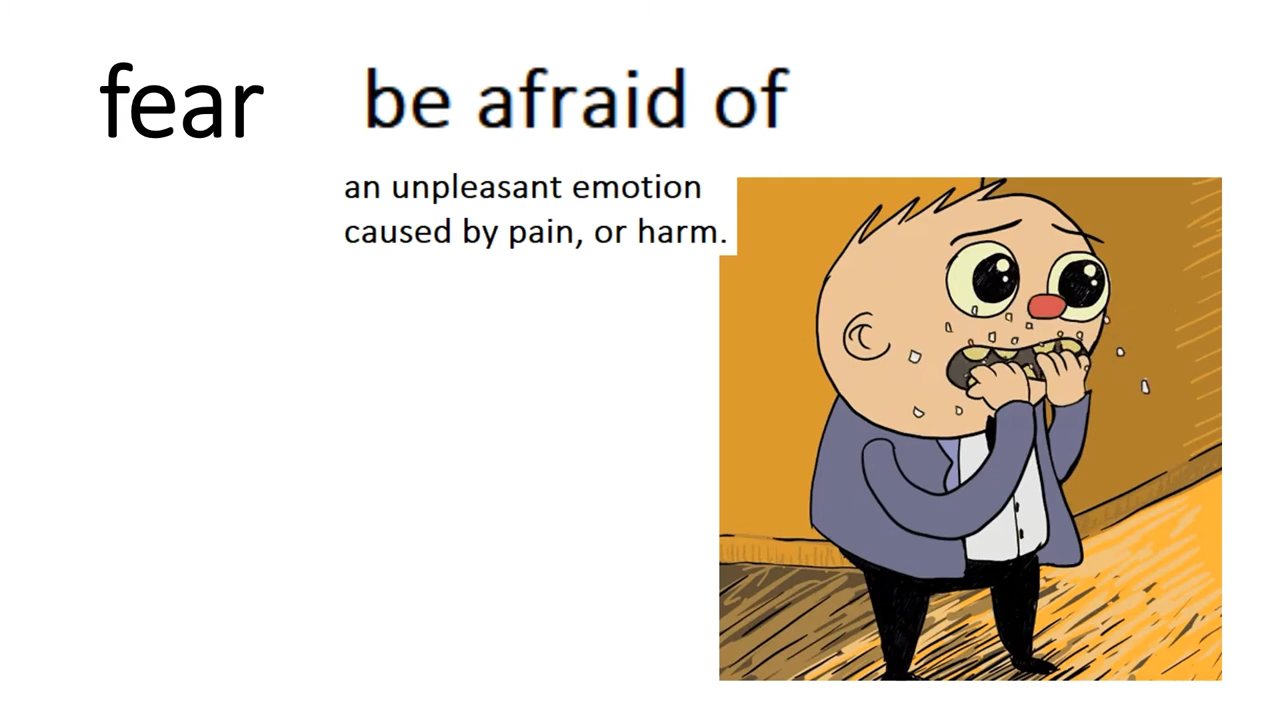 fear
be afraid of
an unpleasant emotion
caused by pain, or harm.